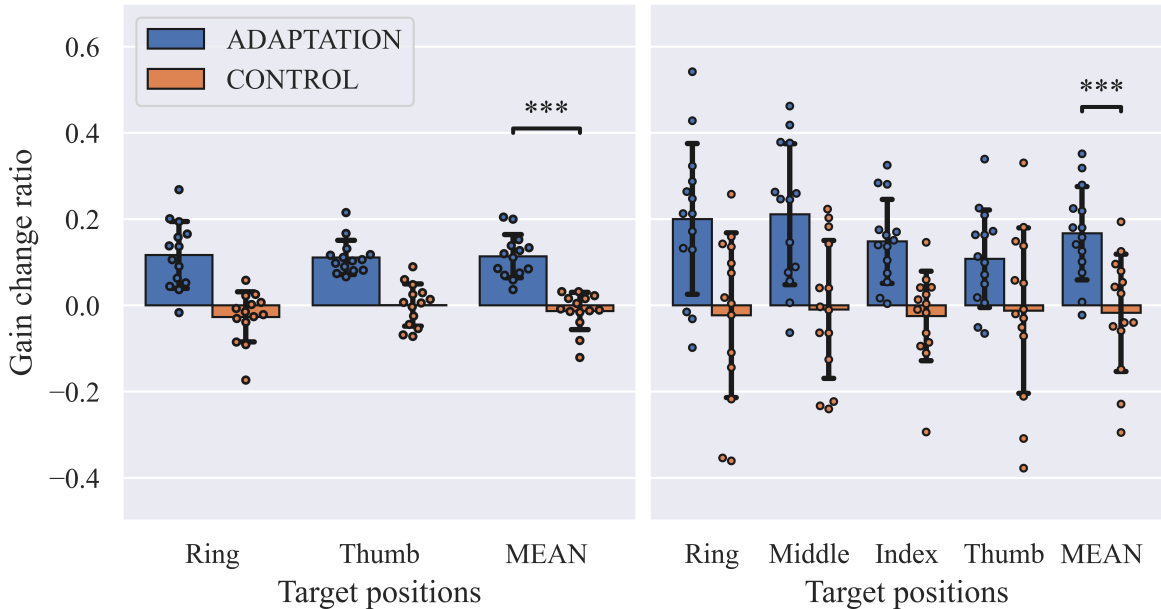 ADAPTATION
CONTROL
***
***
Gain change ratio
0.6
0.4
0.2
0.0
−0.2
−0.4
Ring Thumb MEAN
Target positions
Ring Middle Index Thumb MEAN
Target positions